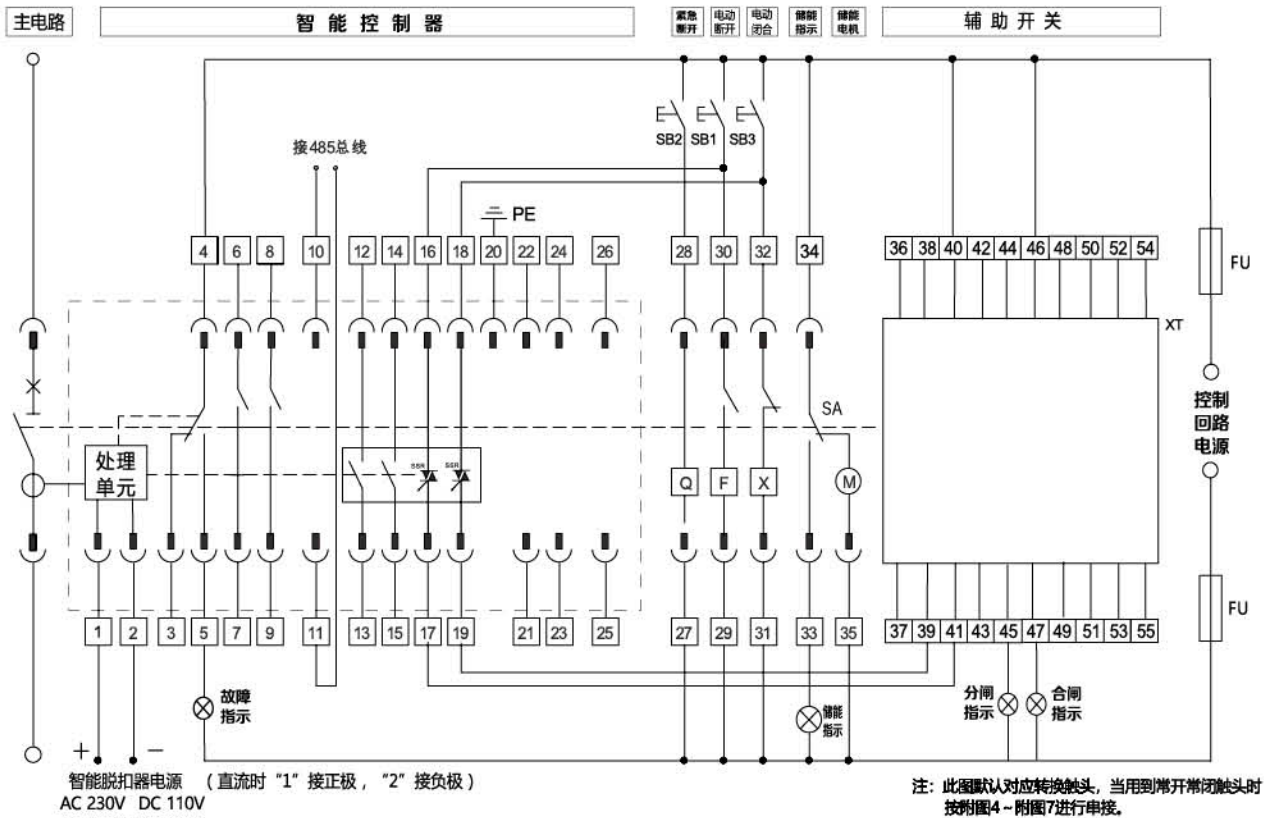 主电路
智能控制器
紧急
断开
电动
断开
电动
闭合
储能
指示
储能
电机
辅助开关
SB2 SB1 SB3
接485总线
PE
4 6 8 10 12 14 16 18 20 22 24 26 28 30 32 34 36 38 40 42 44 46 48 50 52 54
FU
XT
SA
控制
回路
电源
处理
单元
SSR SSR
Q F X M
FU
1 2 3 5 7 9 11 13 15 17 19 21 23 25 27 29 31 33 35 37 39 41 43 45 47 49 51 53 55
故障
指示
储能
指示
分闸
指示
合闸
指示
+ −
智能脱扣器电源 (直流时“1”接正极，“2”接负极)
AC 230V DC 110V
注：此图默认对应转换触头，当用到常开常闭触头时
按附图4～附图7进行串接。